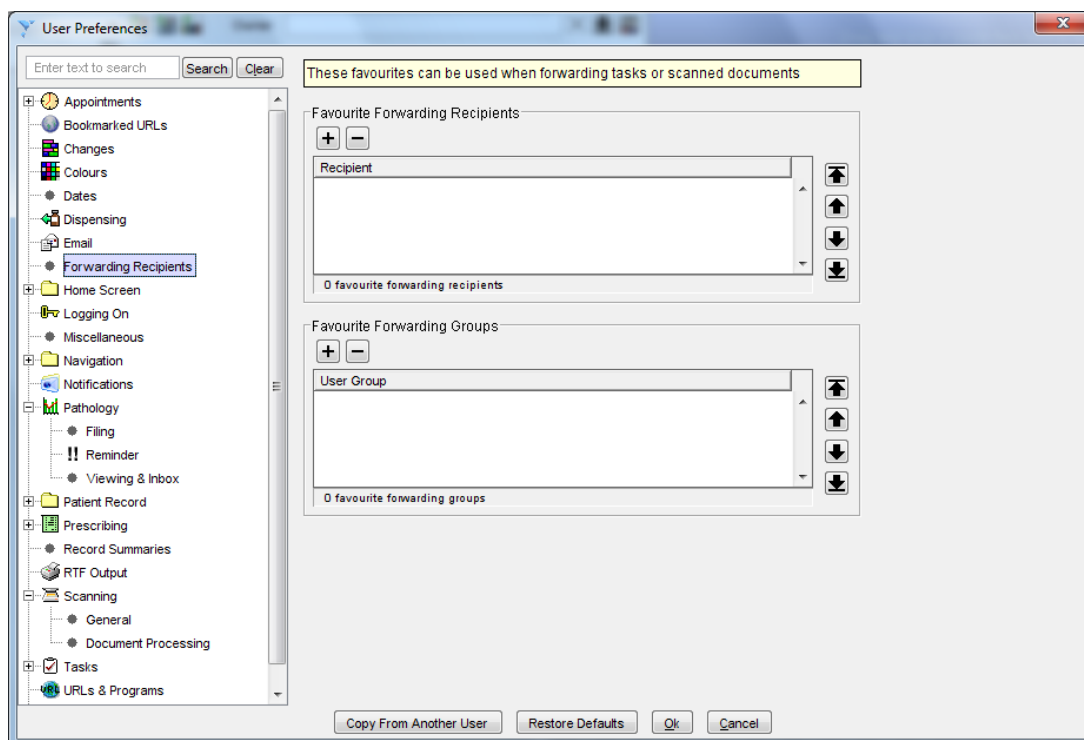 User Preferences
Enter text to search
Search
Clear
Appointments
Bookmarked URLs
Changes
Colours
Dates
Dispensing
Email
Forwarding Recipients
Home Screen
Logging On
Miscellaneous
Navigation
Notifications
Pathology
Filing
Reminder
Viewing & Inbox
Patient Record
Prescribing
Record Summaries
RTF Output
Scanning
General
Document Processing
Tasks
URLs & Programs
These favourites can be used when forwarding tasks or scanned documents
Favourite Forwarding Recipients
Recipient
0 favourite forwarding recipients
Favourite Forwarding Groups
User Group
0 favourite forwarding groups
Copy From Another User
Restore Defaults
Ok
Cancel